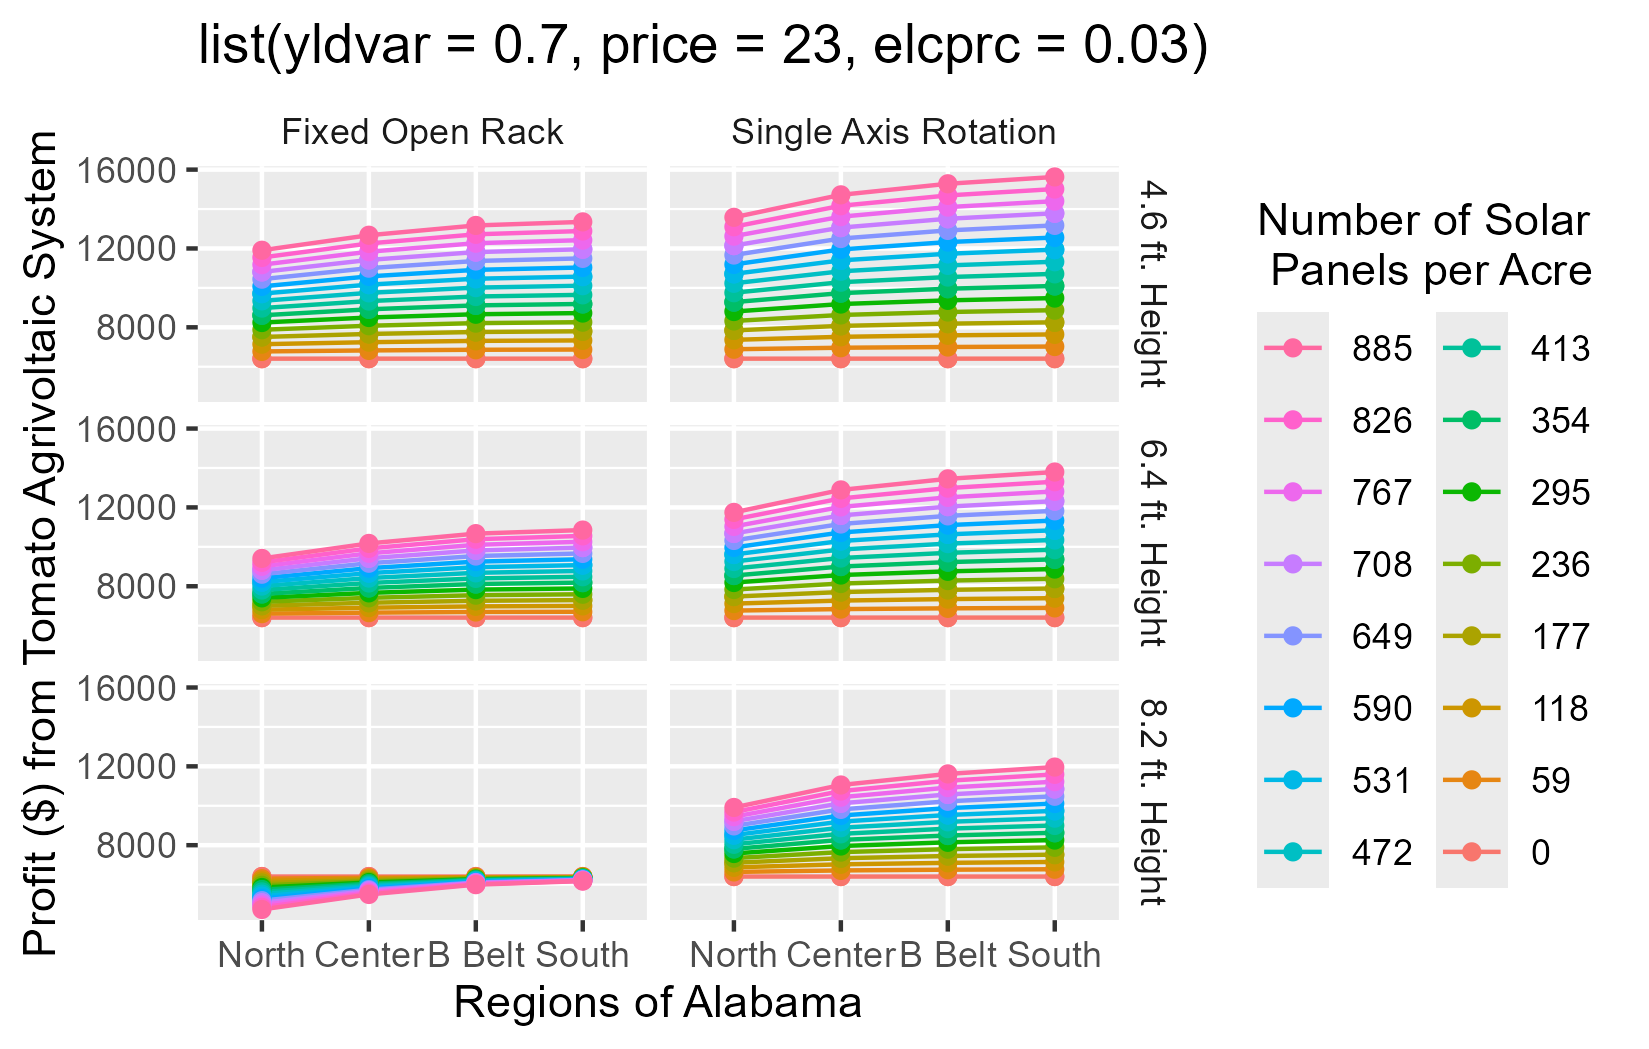 list(yldvar = 0.7, price = 23, elcprc = 0.03)
Fixed Open Rack
Single Axis Rotation
Profit ($) from Tomato Agrivoltaic System
16000
12000
8000
4.6 ft. Height
16000
12000
8000
6.4 ft. Height
16000
12000
8000
8.2 ft. Height
North Center B Belt South
North Center B Belt South
Regions of Alabama
Number of Solar
Panels per Acre
885
826
767
708
649
590
531
472
413
354
295
236
177
118
59
0